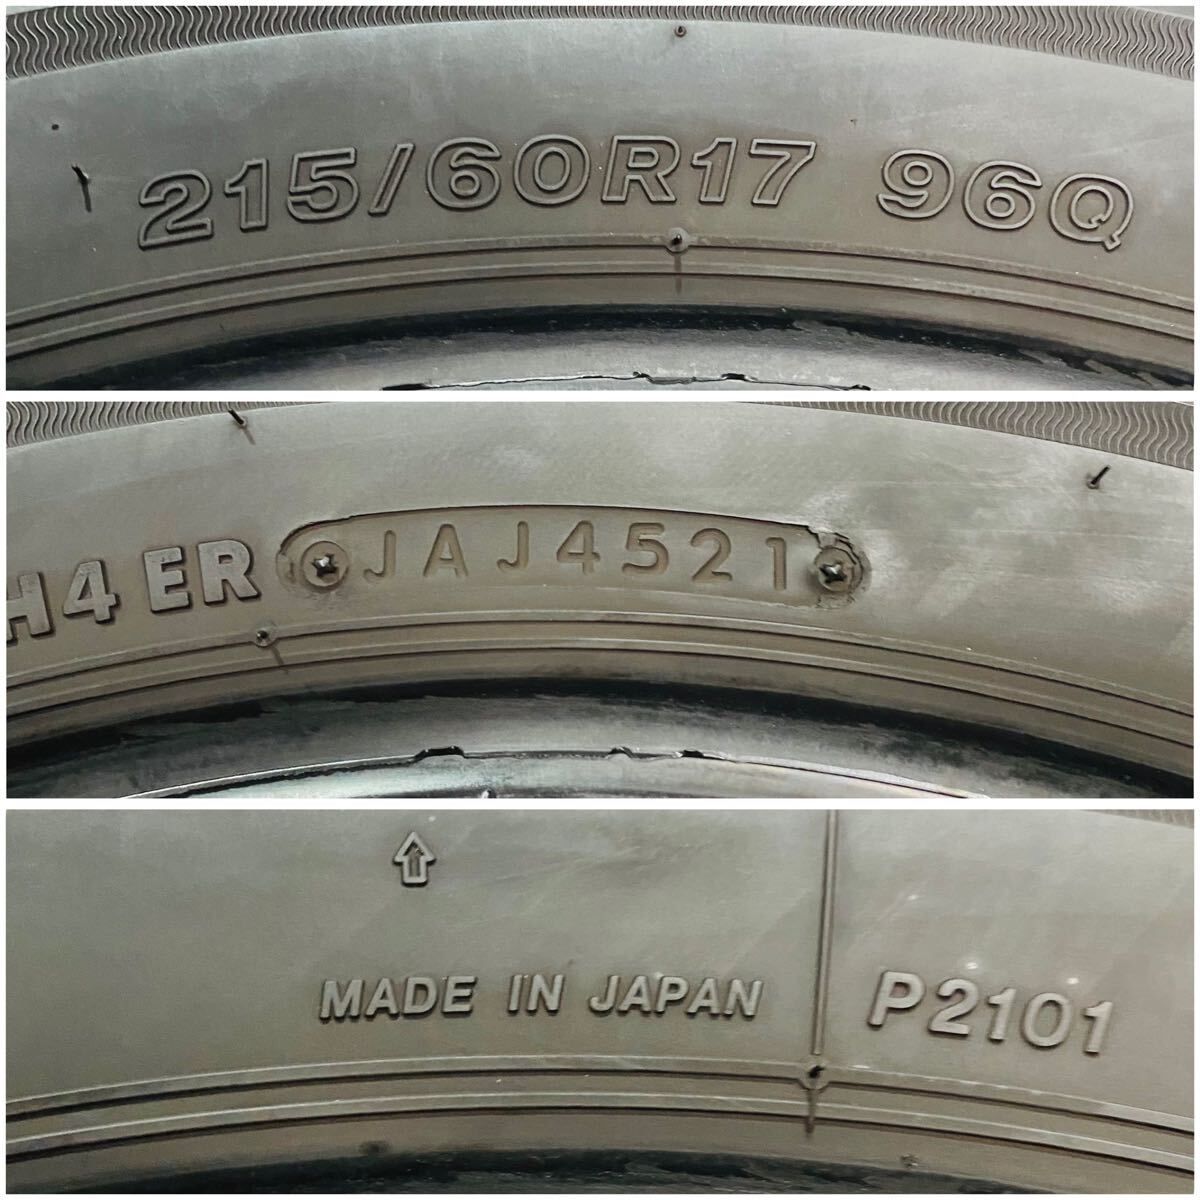 215/60R17 96Q
H4 ER JAJ4521
MADE IN JAPAN P2101